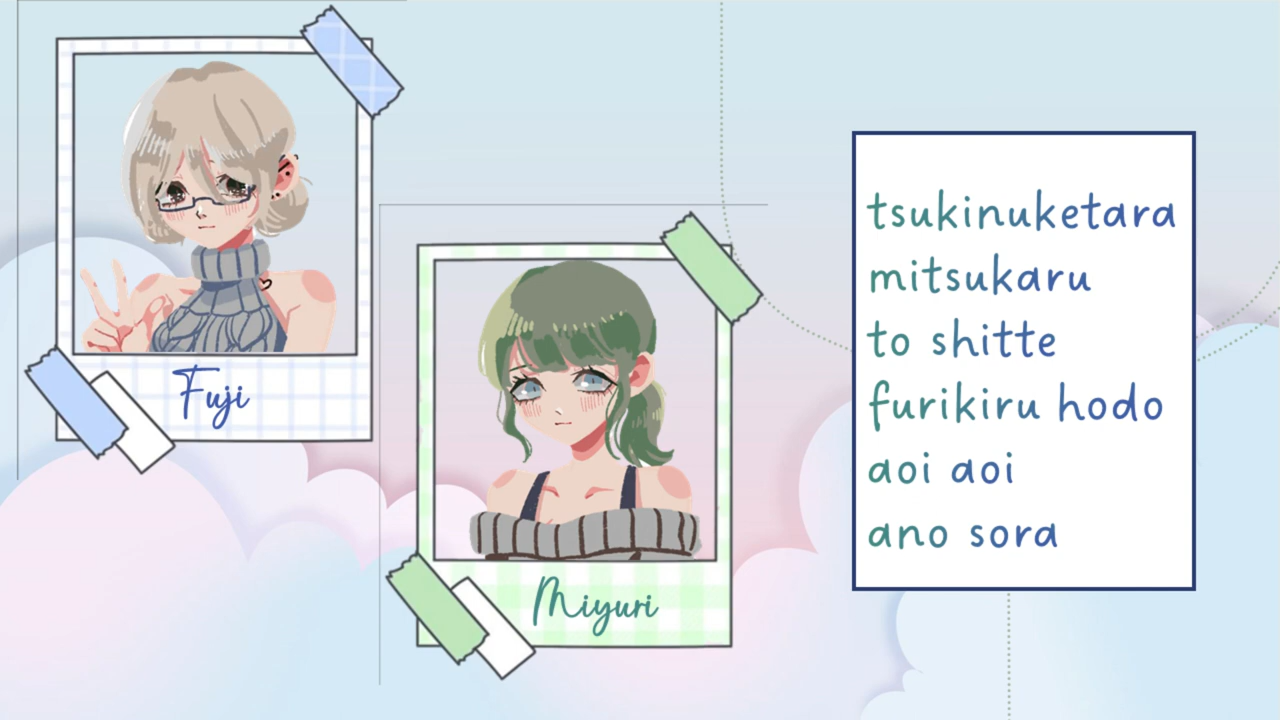 Fuji
Miyuri
tsukinuketara
mitsukaru
to shitte
furikiru hodo
aoi aoi
ano sora